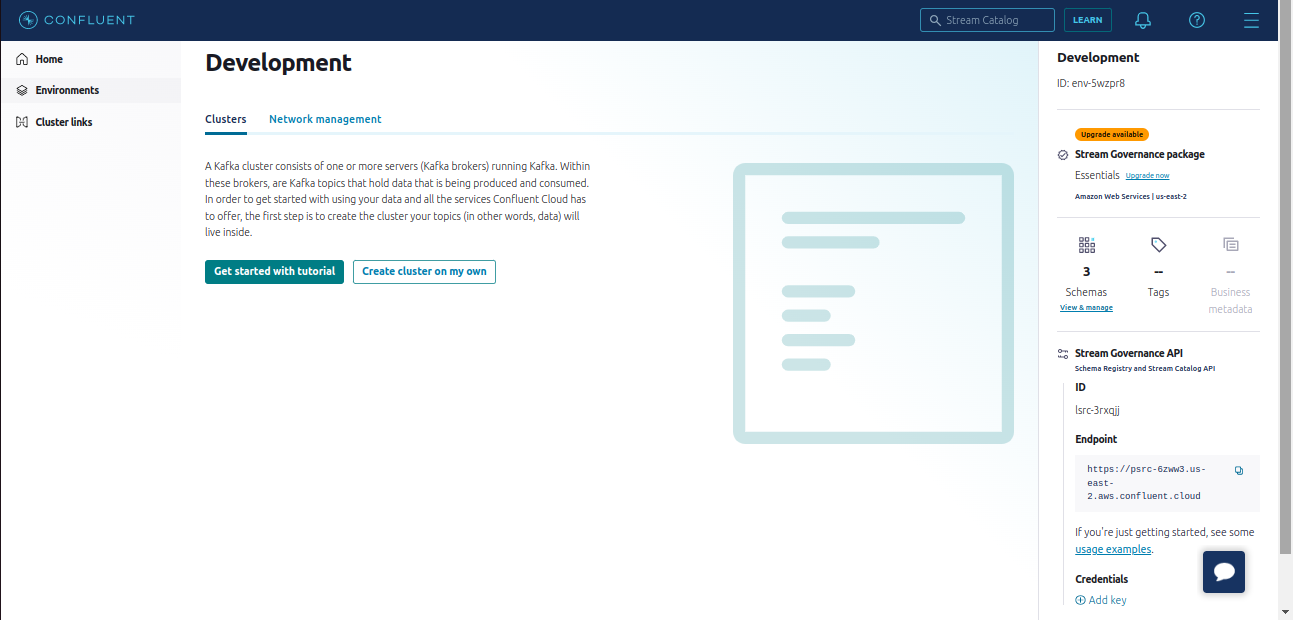 CONFLUENT
Stream Catalog
LEARN
Home
Environments
Cluster links
Development
Clusters
Network management
A Kafka cluster consists of one or more servers (Kafka brokers) running Kafka. Within
these brokers, are Kafka topics that hold data that is being produced and consumed.
In order to get started with using your data and all the services Confluent Cloud has
to offer, the first step is to create the cluster your topics (in other words, data) will
live inside.
Get started with tutorial
Create cluster on my own
Development
ID: env-5wzpr8
Upgrade available
Stream Governance package
Essentials Upgrade now
Amazon Web Services | us-east-2
3
Schemas
View & manage
--
Tags
--
Business
metadata
Stream Governance API
Schema Registry and Stream Catalog API
ID
lsrc-3rxqjj
Endpoint
https://psrc-6zww3.us-
east-
2.aws.confluent.cloud
If you're just getting started, see some
usage examples.
Credentials
Add key